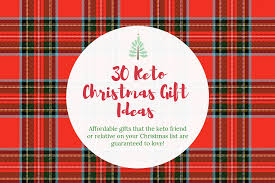 30 Keto
Christmas Gift
Ideas
Affordable gifts that the keto friend
or relative on your Christmas list are
guaranteed to love!